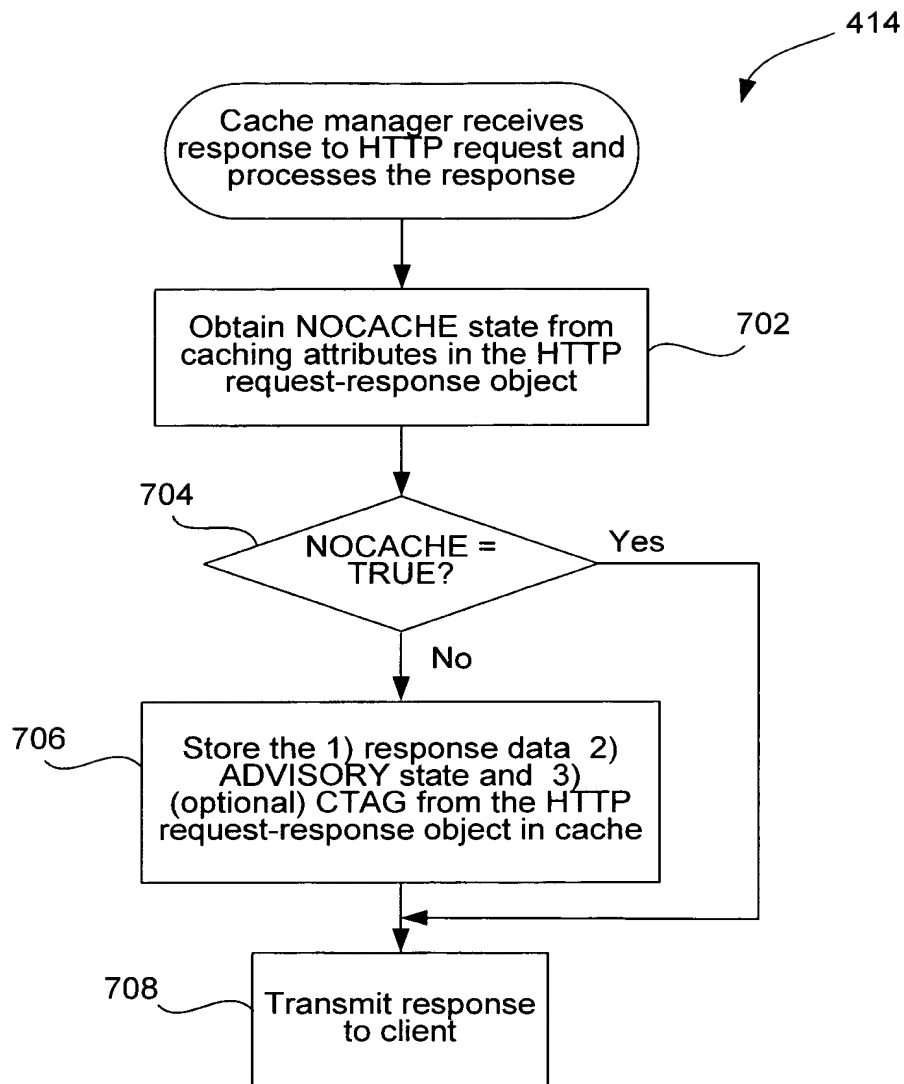 414
Cache manager receives
response to HTTP request and
processes the response
Obtain NOCACHE state from
caching attributes in the HTTP
request-response object
702
704
NOCACHE =
TRUE?
Yes
No
706
Store the 1) response data 2)
ADVISORY state and 3)
(optional) CTAG from the HTTP
request-response object in cache
708
Transmit response
to client